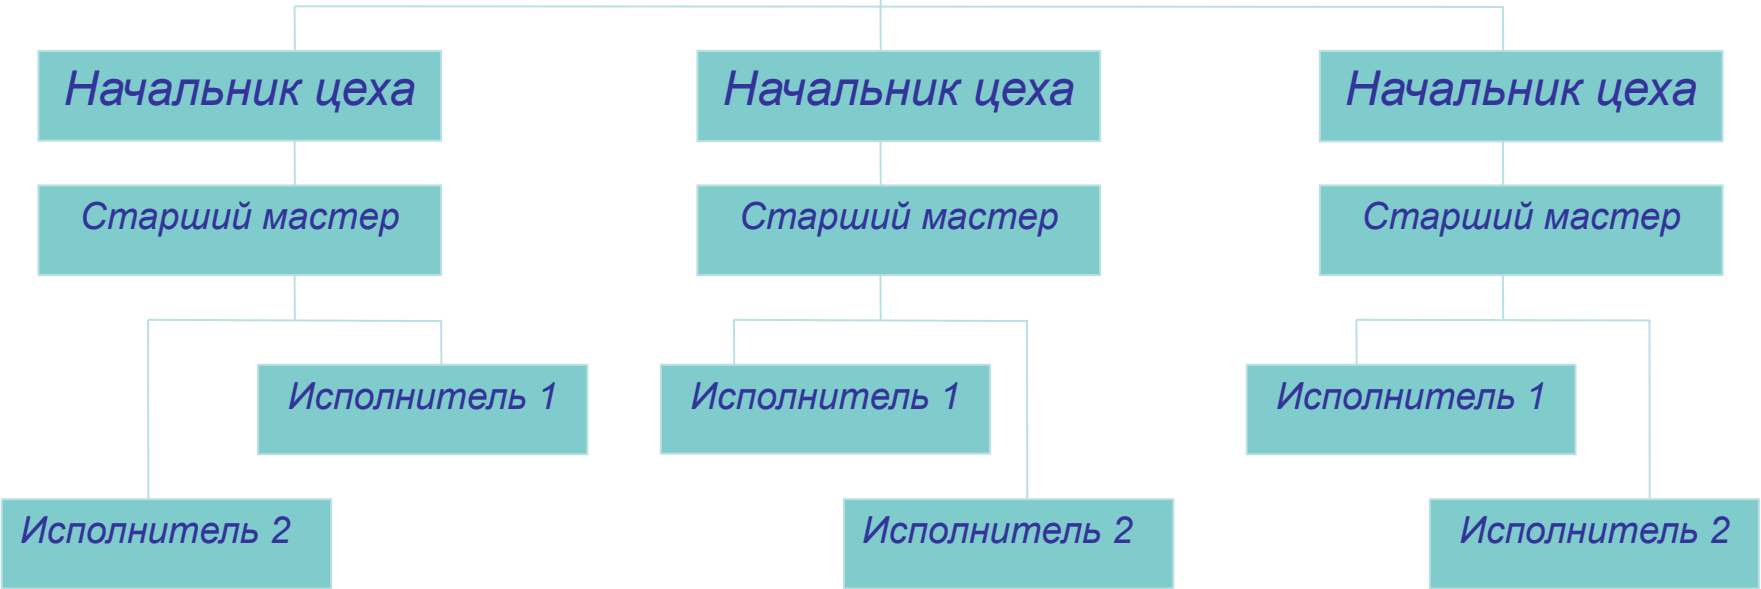 Начальник цеха
Начальник цеха
Начальник цеха
Старший мастер
Старший мастер
Старший мастер
Исполнитель 1
Исполнитель 1
Исполнитель 1
Исполнитель 2
Исполнитель 2
Исполнитель 2